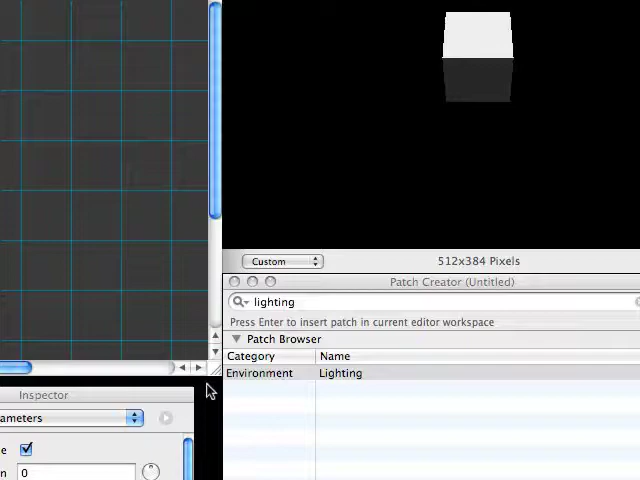 Custom
512x384 Pixels
Patch Creator (Untitled)
lighting
Press Enter to insert patch in current editor workspace
Patch Browser
Category Name
Environment Lighting
Inspector
ameters
e
n 0